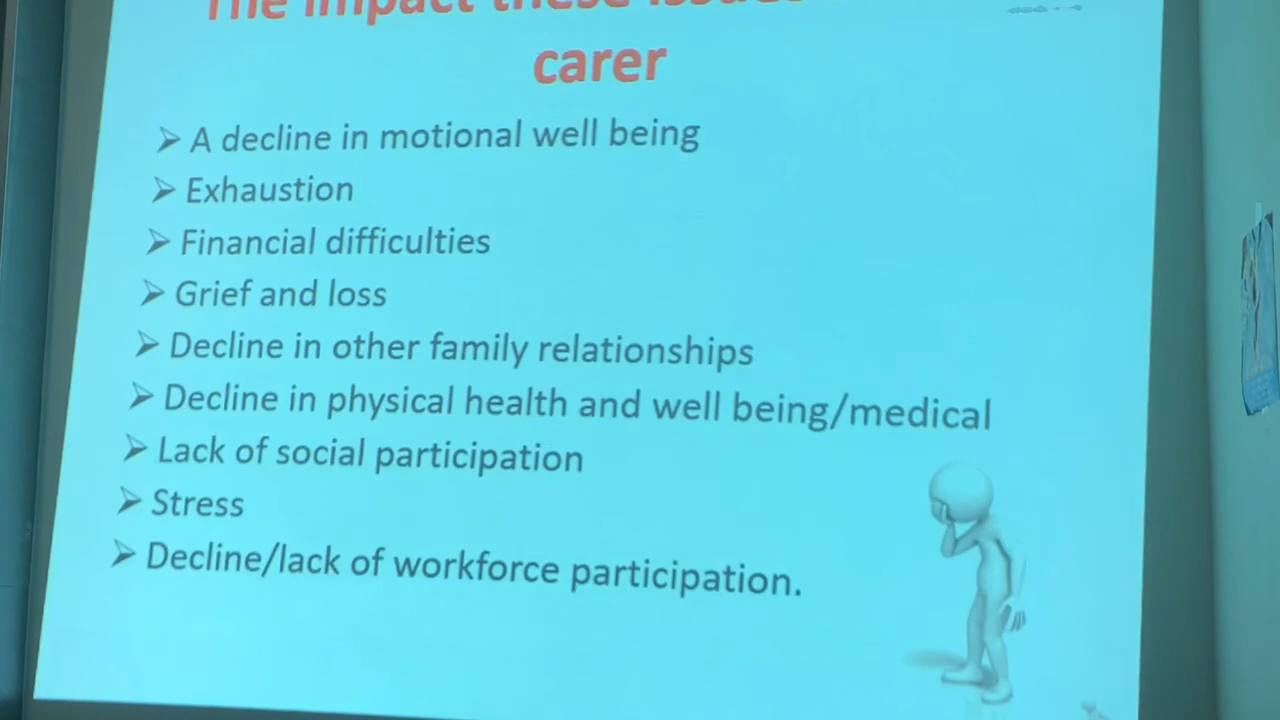 The impact these issues
carer
➢ A decline in motional well being
➢ Exhaustion
➢ Financial difficulties
➢ Grief and loss
➢ Decline in other family relationships
➢ Decline in physical health and well being/medical
➢ Lack of social participation
➢ Stress
➢ Decline/lack of workforce participation.